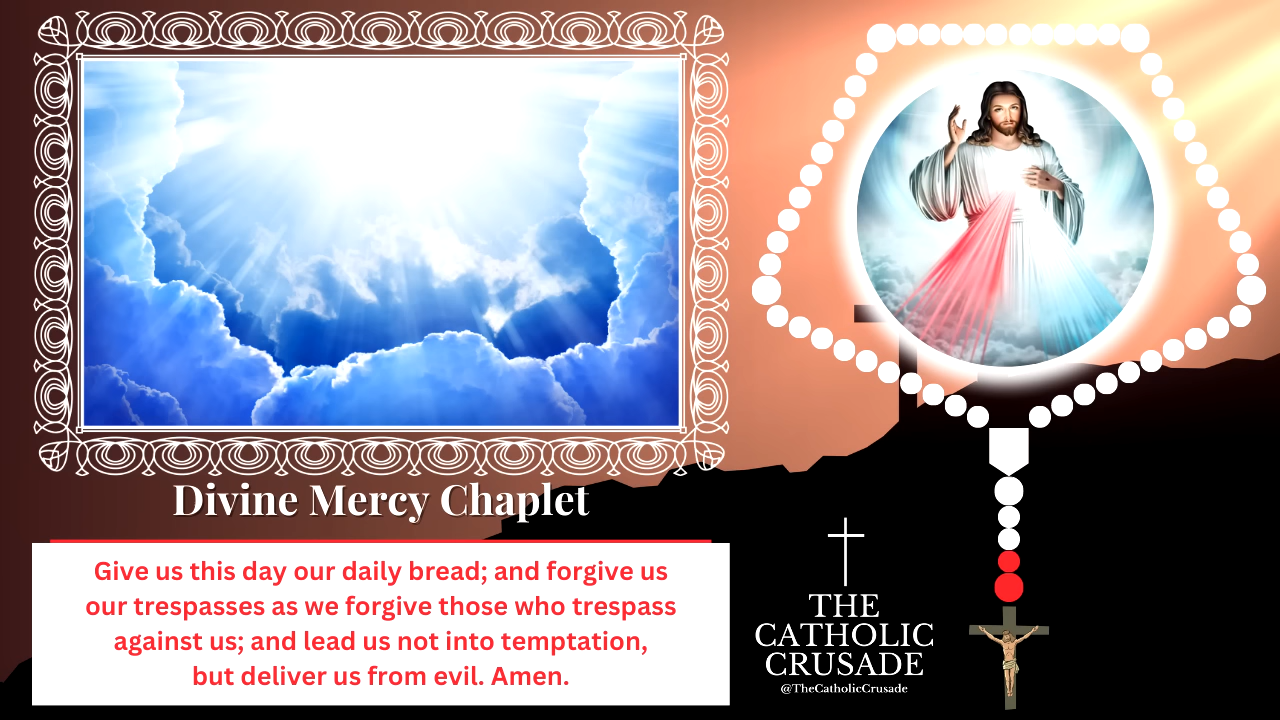 Divine Mercy Chaplet
Give us this day our daily bread; and forgive us
our trespasses as we forgive those who trespass
against us; and lead us not into temptation,
but deliver us from evil. Amen.
THE
CATHOLIC
CRUSADE
@TheCatholicCrusade